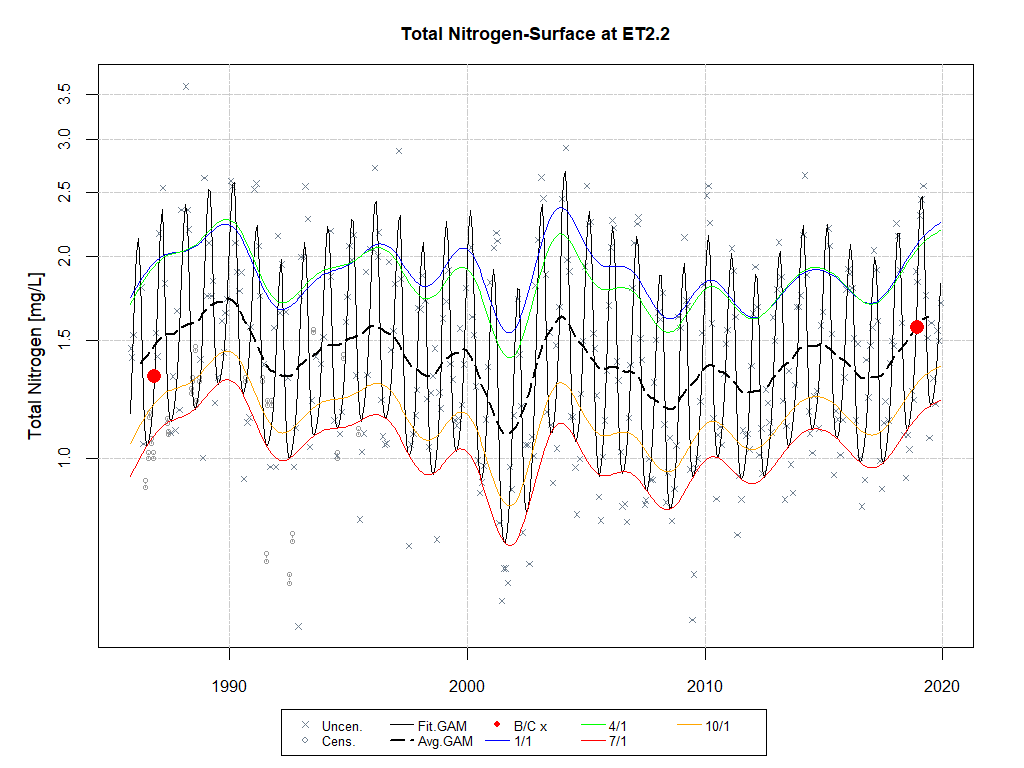 Total Nitrogen-Surface at ET2.2
Total Nitrogen [mg/L]
3.5
3.0
2.5
2.0
1.5
1.0
1990 2000 2010 2020
Uncen. Fit.GAM B/C x 4/1 10/1
Cens. Avg.GAM 1/1 7/1